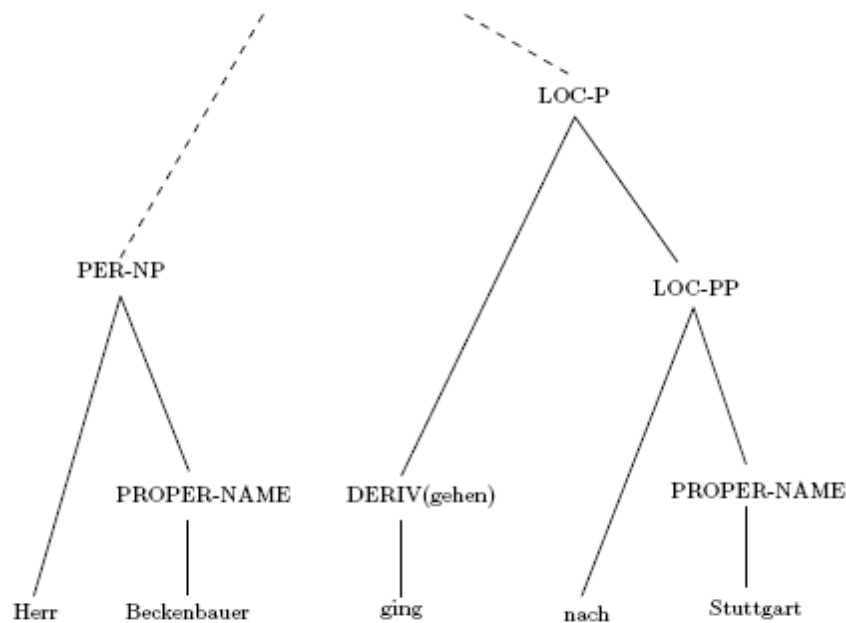 LOC-P
PER-NP
LOC-PP
PROPER-NAME DERIV(gehen) PROPER-NAME
Herr Beckenbauer ging nach Stuttgart